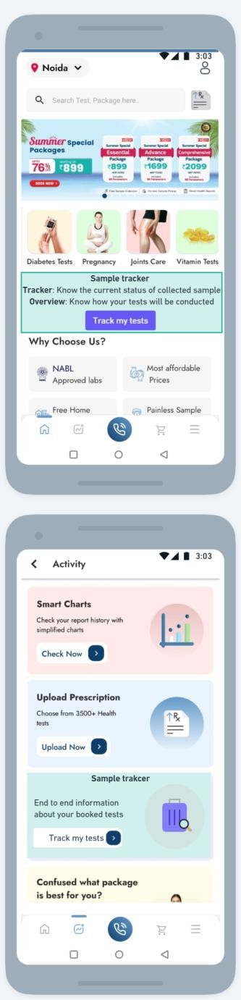 3:03
Noida
Search Test, Package here..
Summer Special
Packages
UPTO
76%
Starting at
₹899
BOOK NOW
Summer Special
Essential
Package
₹899
Summer Special
Advance
Package
₹1699
Summer Special
Comprehensive
Package
₹2099
Free Sample Collection
On time Sample Pickup
Smart Health Reports
Diabetes Tests
Pregnancy
Joints Care
Vitamin Tests
Sample tracker
Tracker: Know the current status of collected sample
Overview: Know how your tests will be conducted
Track my tests
Why Choose Us?
NABL
Approved labs
Most affordable
Prices
Free Home
Painless Sample
3:03
Activity
Smart Charts
Check your report history with
simplified charts
Check Now
Upload Prescription
Choose from 3500+ Health
tests
Rx
Upload Now
Sample trakcer
End to end information
about your booked tests
Track my tests
Confused what package
is best for you?